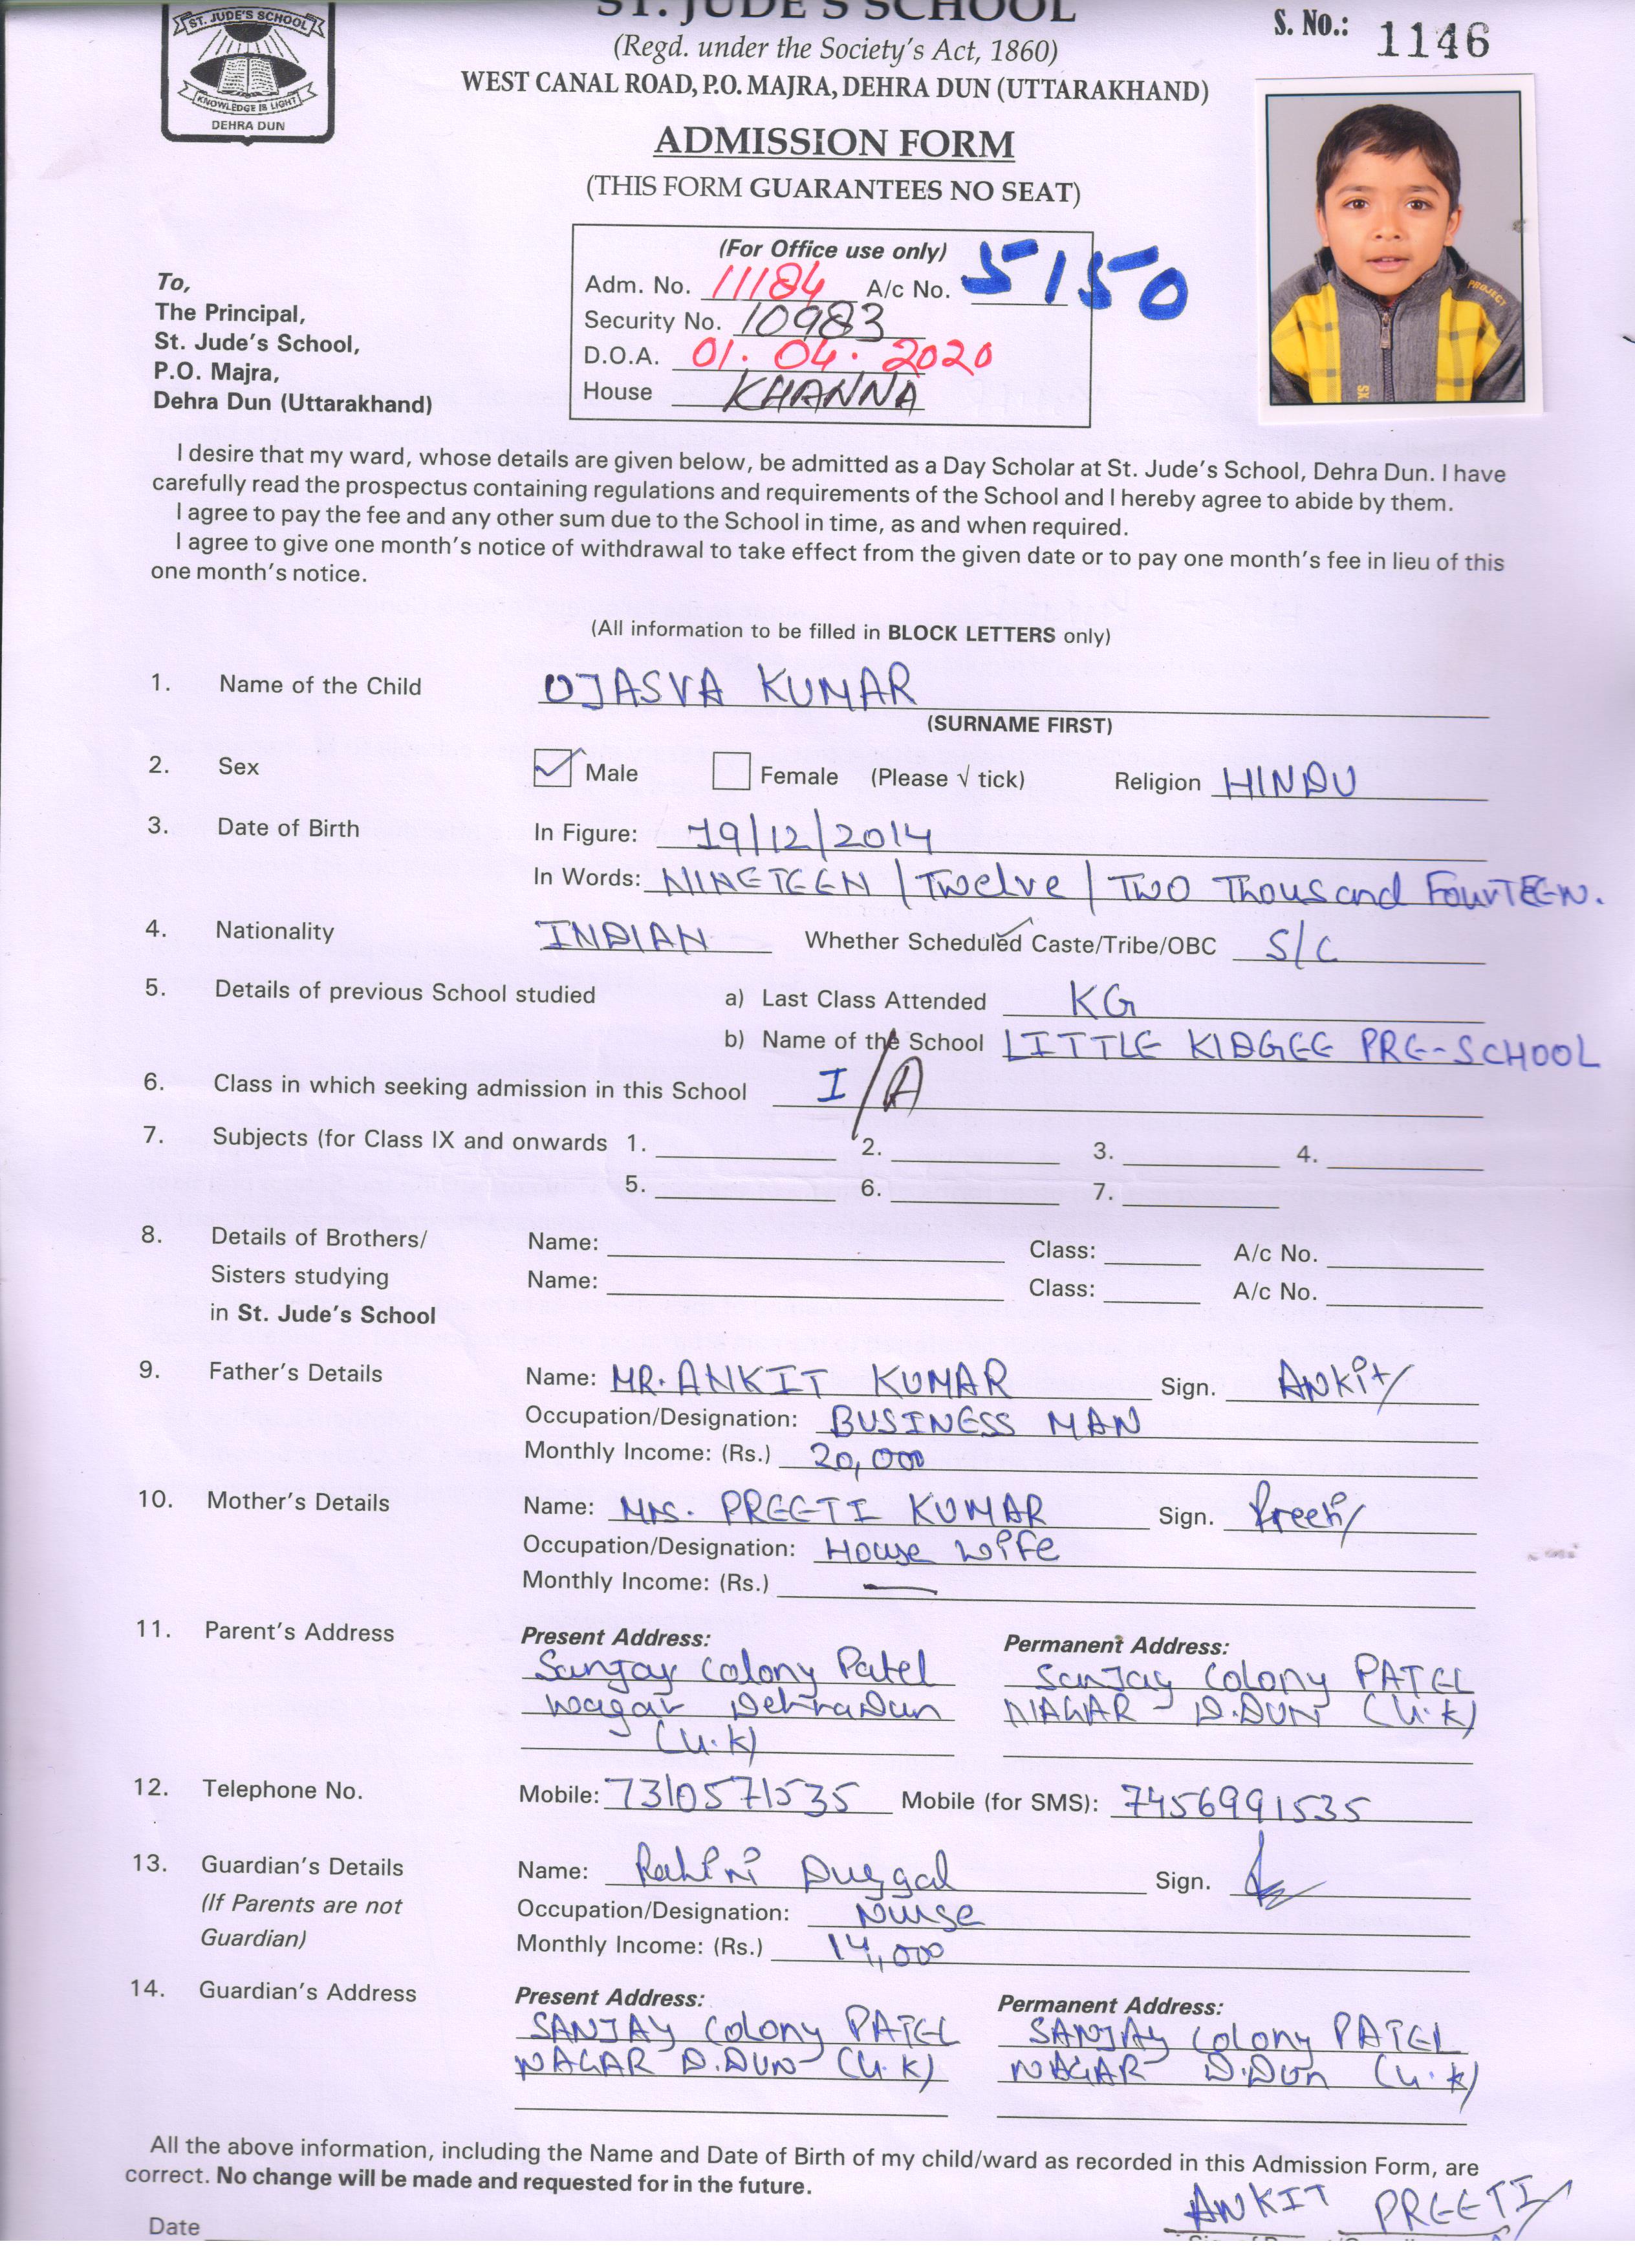 ST. JUDE'S SCHOOL
KNOWLEDGE IS LIGHT
DEHRA DUN
ST. JUDE'S SCHOOL
(Regd. under the Society's Act, 1860)
WEST CANAL ROAD, P.O. MAJRA, DEHRA DUN (UTTARAKHAND)
S. No.: 1146
ADMISSION FORM
(THIS FORM GUARANTEES NO SEAT)
PROJECT
(For Office use only)
Adm. No. 11184 A/c No. 5150
Security No. 10983
D.O.A. 01.04.2020
House KHANNA
To,
The Principal,
St. Jude's School,
P.O. Majra,
Dehra Dun (Uttarakhand)
I desire that my ward, whose details are given below, be admitted as a Day Scholar at St. Jude's School, Dehra Dun. I have
carefully read the prospectus containing regulations and requirements of the School and I hereby agree to abide by them.
I agree to pay the fee and any other sum due to the School in time, as and when required.
I agree to give one month's notice of withdrawal to take effect from the given date or to pay one month's fee in lieu of this
one month's notice.
(All information to be filled in BLOCK LETTERS only)
1. Name of the Child OJASVA KUMAR
(SURNAME FIRST)
2. Sex ✓ Male Female (Please √ tick) Religion HINDU
3. Date of Birth In Figure: 19/12/2014
In Words: NINETEEN / Twelve / TWO Thousand FourTEEN.
4. Nationality INDIAN Whether Scheduled Caste/Tribe/OBC S/C
5. Details of previous School studied a) Last Class Attended KG
b) Name of the School LITTLE KIDGEE PRE-SCHOOL
6. Class in which seeking admission in this School I/A
7. Subjects (for Class IX and onwards 1. 2. 3. 4.
5. 6. 7.
8. Details of Brothers/ Name: Class: A/c No.
Sisters studying Name: Class: A/c No.
in St. Jude's School
9. Father's Details Name: MR. ANKIT KUMAR Sign. Ankit
Occupation/Designation: BUSINESS MAN
Monthly Income: (Rs.) 20,000
10. Mother's Details Name: MRS. PREETI KUMAR Sign. Preeti
Occupation/Designation: House wife
Monthly Income: (Rs.) —
11. Parent's Address Present Address: Permanent Address:
Sanjay Colony Patel Sanjay Colony PATEL
Nagar DehraDun NAGAR - D.DUN (U.K)
(U.K)
12. Telephone No. Mobile: 7310571535 Mobile (for SMS): 7456991535
13. Guardian's Details Name: Duggal Sign.
(If Parents are not Occupation/Designation: Nurse
Guardian) Monthly Income: (Rs.) 14,000
14. Guardian's Address Present Address: Permanent Address:
SANJAY Colony PATEL SANJAY Colony PATEL
NAGAR D.DUN (U.K) NAGAR D.Dun (U.K)
All the above information, including the Name and Date of Birth of my child/ward as recorded in this Admission Form, are
correct. No change will be made and requested for in the future.
ANKIT PREETI
Date